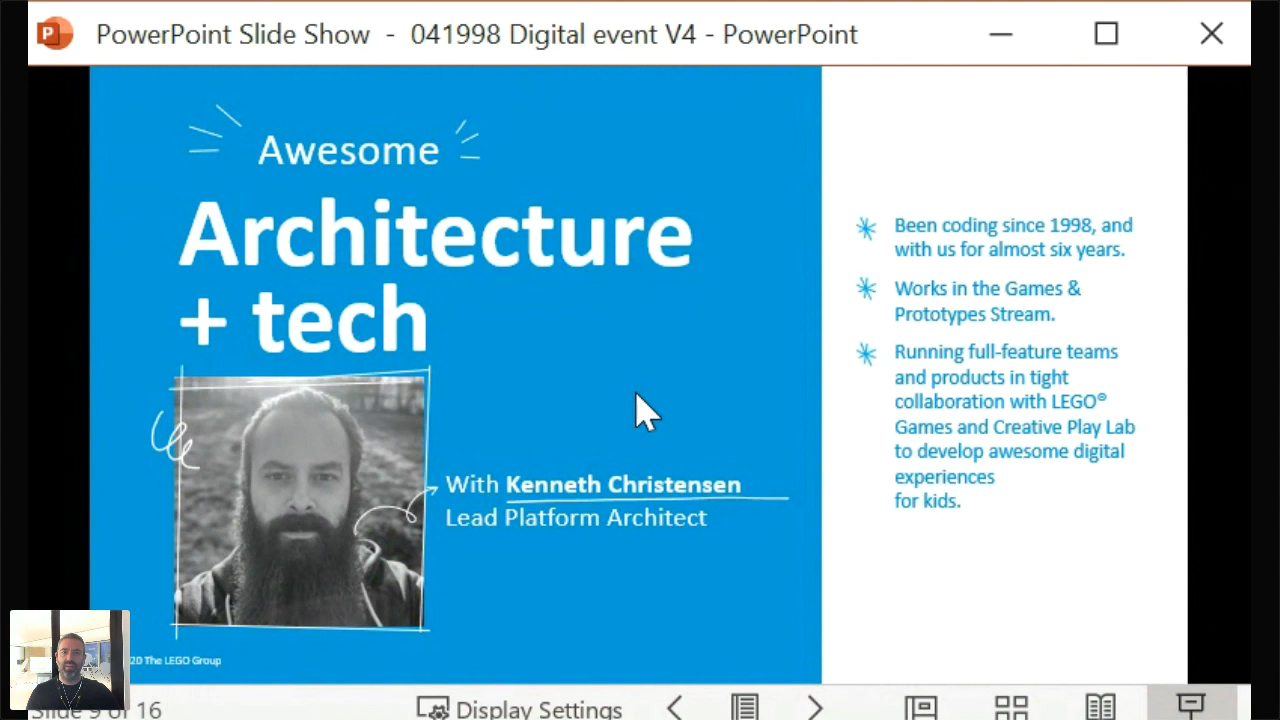 PowerPoint Slide Show - 041998 Digital event V4 - PowerPoint
Awesome
Architecture
+ tech
With Kenneth Christensen
Lead Platform Architect
Been coding since 1998, and
with us for almost six years.
Works in the Games &
Prototypes Stream.
Running full-feature teams
and products in tight
collaboration with LEGO®
Games and Creative Play Lab
to develop awesome digital
experiences
for kids.
20 The LEGO Group
Slide 9 of 16
Display Settings